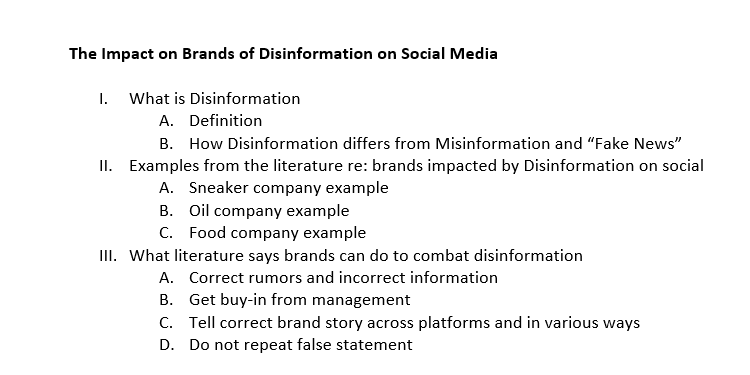 The Impact on Brands of Disinformation on Social Media
I. What is Disinformation
A. Definition
B. How Disinformation differs from Misinformation and “Fake News”
II. Examples from the literature re: brands impacted by Disinformation on social
A. Sneaker company example
B. Oil company example
C. Food company example
III. What literature says brands can do to combat disinformation
A. Correct rumors and incorrect information
B. Get buy-in from management
C. Tell correct brand story across platforms and in various ways
D. Do not repeat false statement